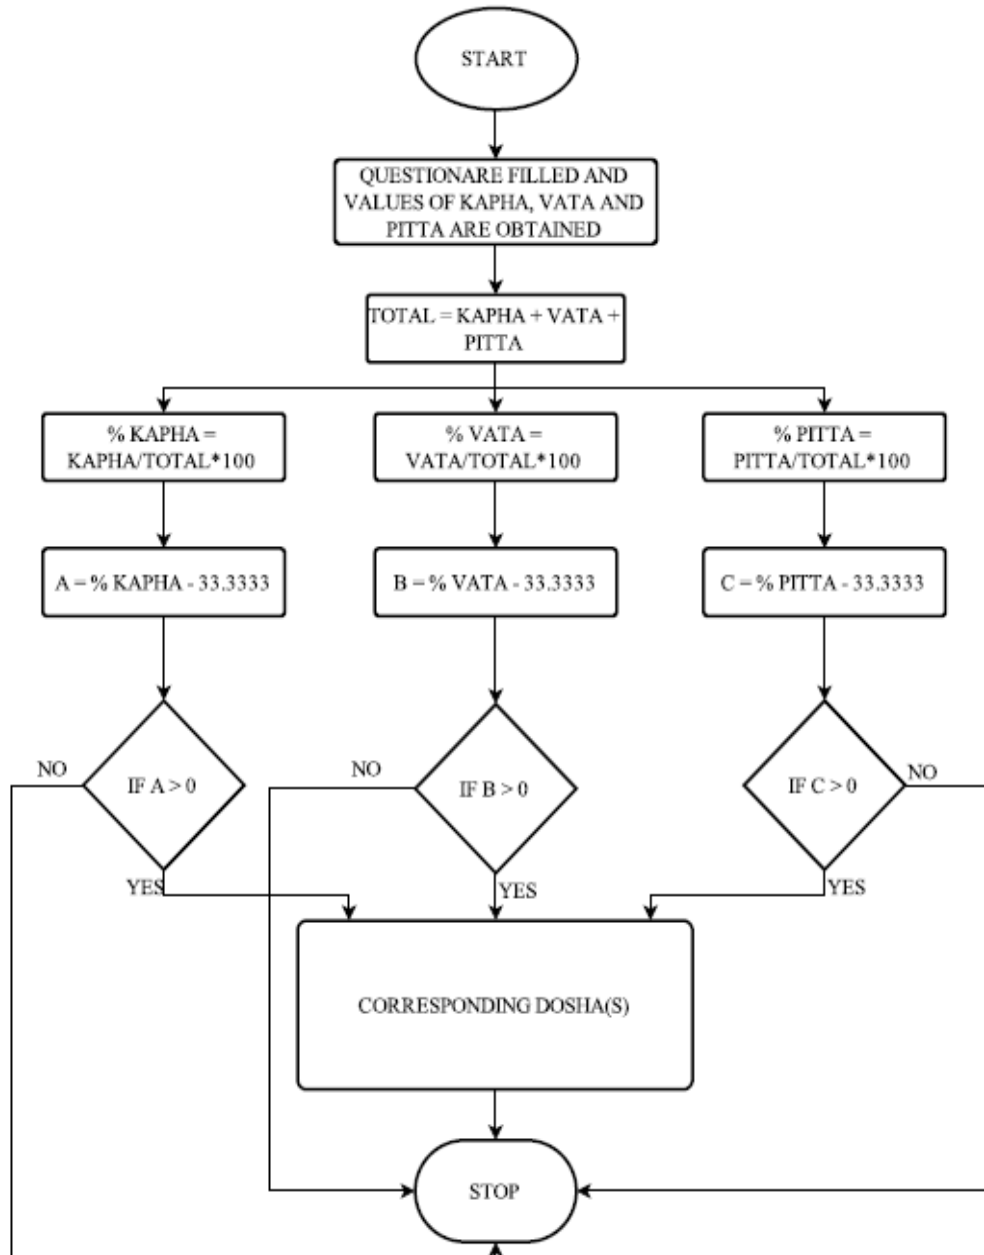 START
QUESTIONARE FILLED AND
VALUES OF KAPHA, VATA AND
PITTA ARE OBTAINED
TOTAL = KAPHA + VATA +
PITTA
% KAPHA =
KAPHA/TOTAL*100
% VATA =
VATA/TOTAL*100
% PITTA =
PITTA/TOTAL*100
A = % KAPHA - 33.3333
B = % VATA - 33.3333
C = % PITTA - 33.3333
NO
IF A > 0
YES
NO
IF B > 0
YES
IF C > 0
NO
YES
CORRESPONDING DOSHA(S)
STOP